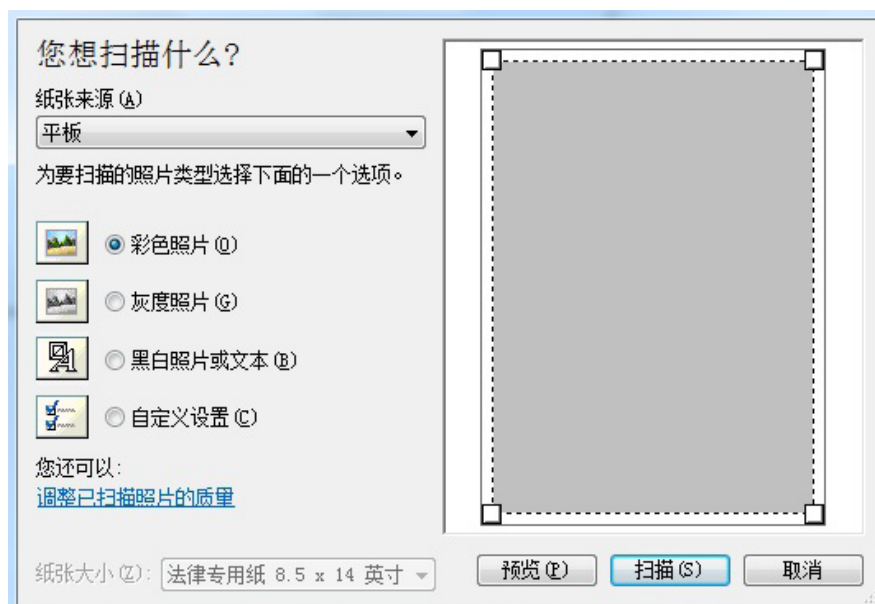 您想扫描什么?
纸张来源(A)
平板
为要扫描的照片类型选择下面的一个选项。
彩色照片(O)
灰度照片(G)
黑白照片或文本(B)
自定义设置(C)
您还可以:
调整已扫描照片的质量
纸张大小(Z): 法律专用纸 8.5 x 14 英寸
预览(P) 扫描(S) 取消